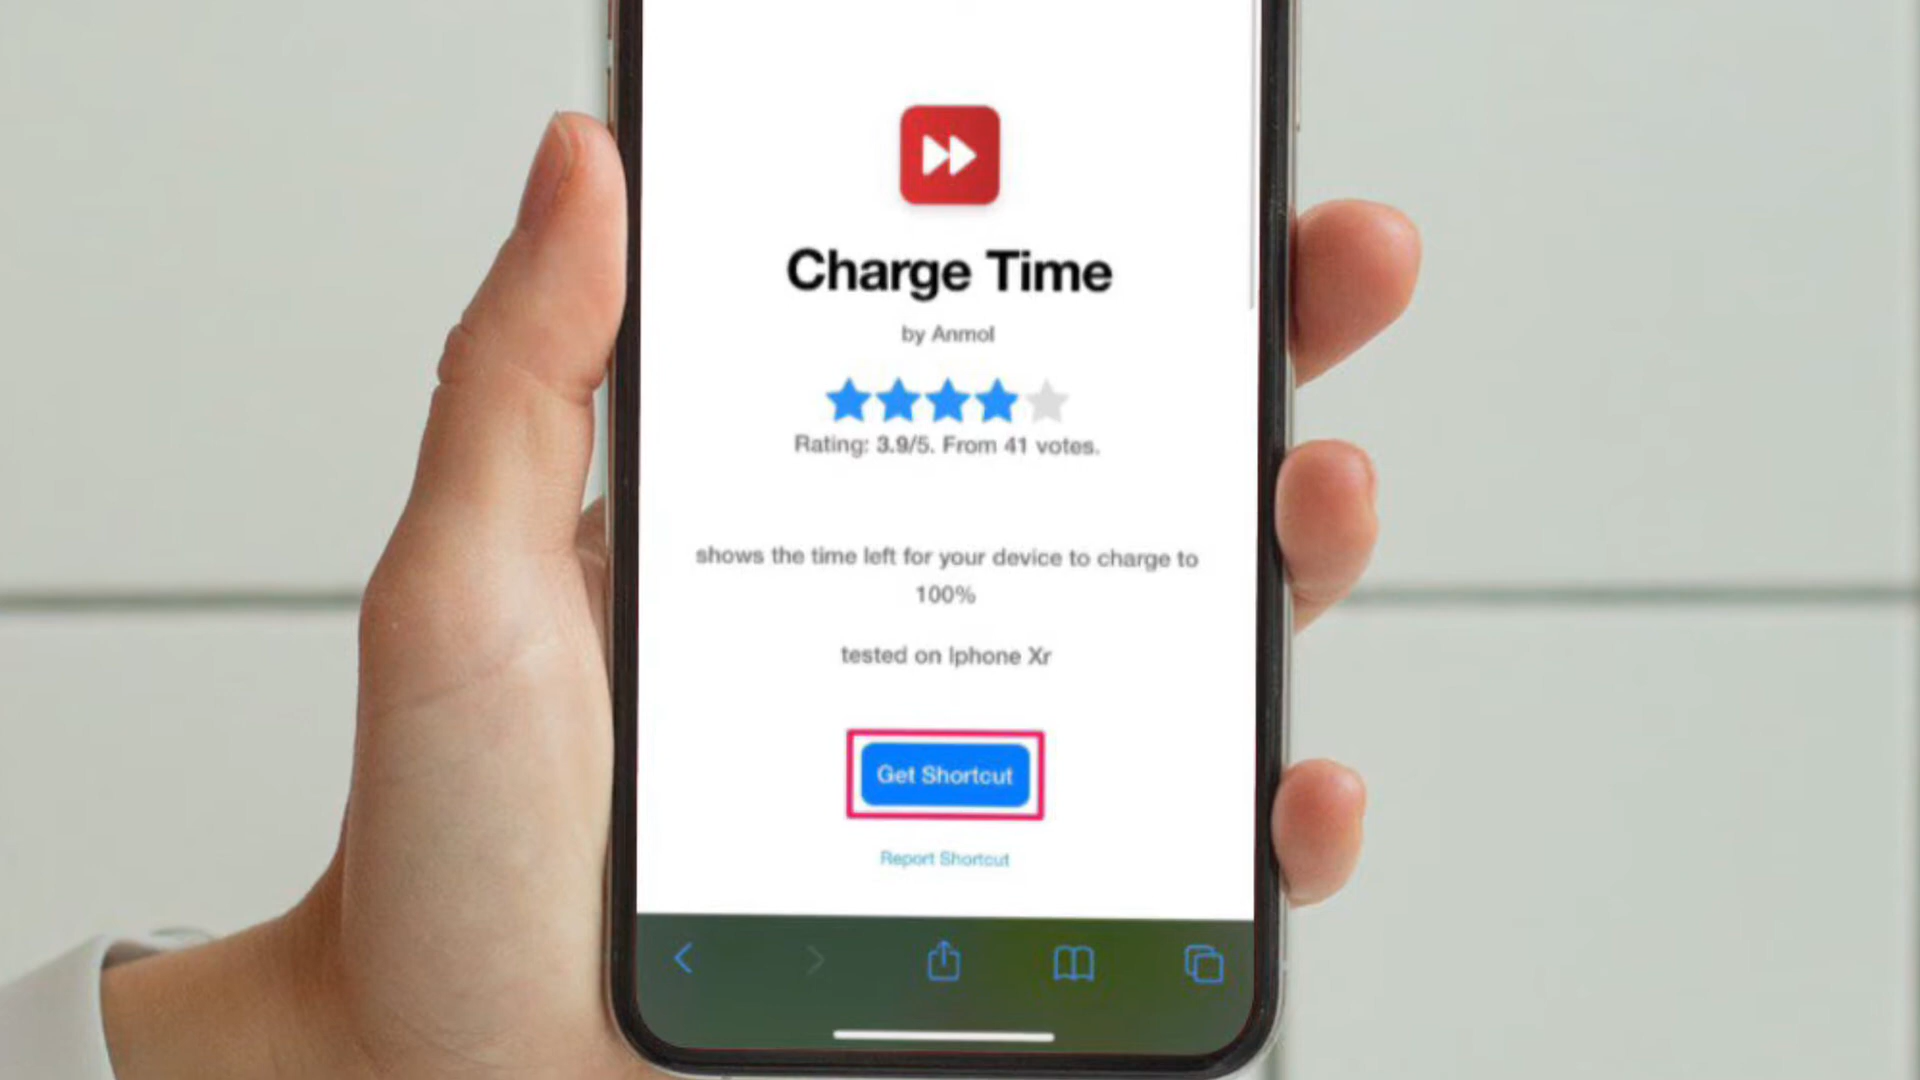 Charge Time
by Anmol
Rating: 3.9/5. From 41 votes.
shows the time left for your device to charge to
100%
tested on Iphone Xr
Get Shortcut
Report Shortcut